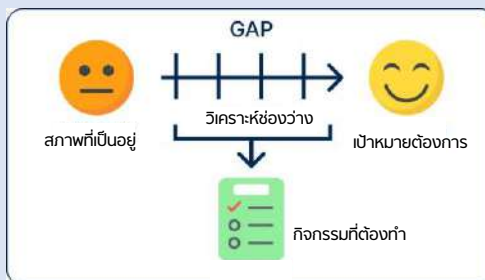 GAP
วิเคราะห์ช่องว่าง
สภาพที่เป็นอยู่
เป้าหมายต้องการ
กิจกรรมที่ต้องทำ